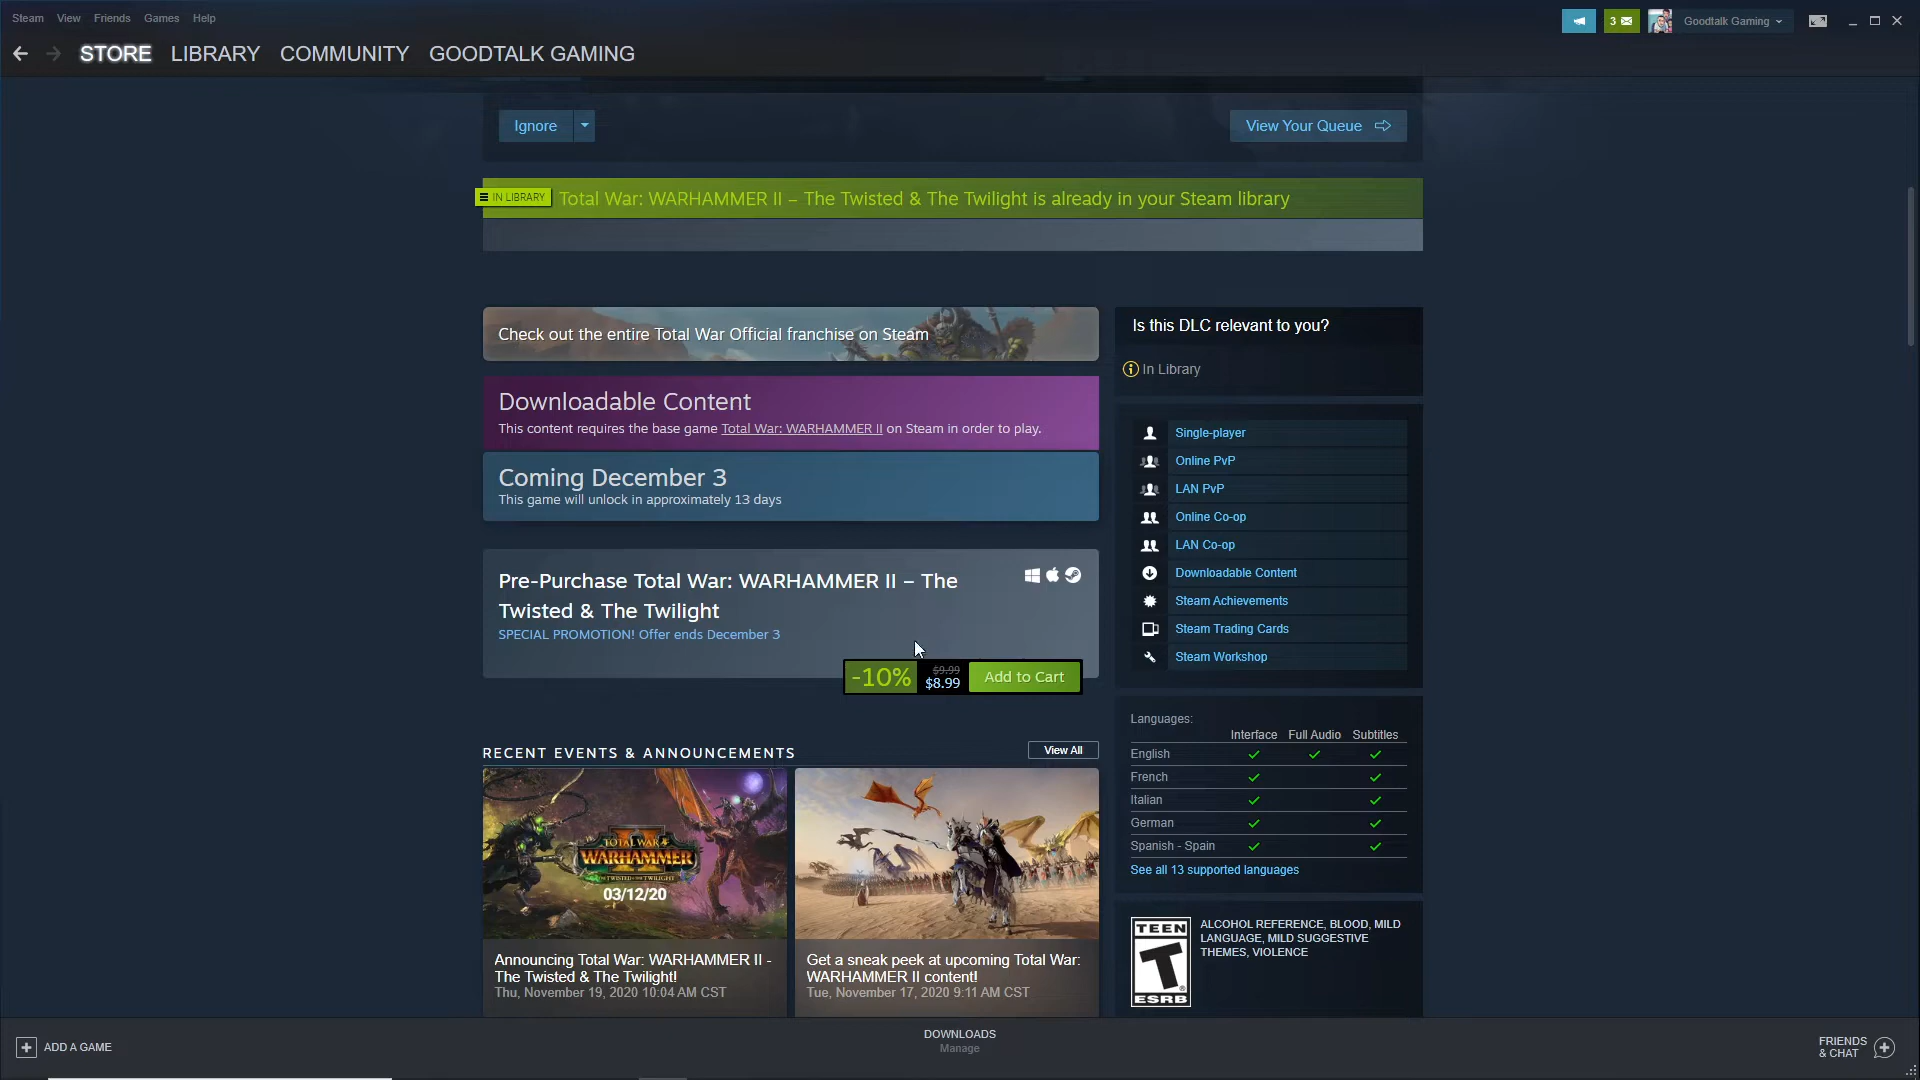 Steam View Friends Games Help
3
Goodtalk Gaming
STORE LIBRARY COMMUNITY GOODTALK GAMING
Ignore
View Your Queue
IN LIBRARY
Total War: WARHAMMER II – The Twisted & The Twilight is already in your Steam library
Check out the entire Total War Official franchise on Steam
Downloadable Content
This content requires the base game Total War: WARHAMMER II on Steam in order to play.
Coming December 3
This game will unlock in approximately 13 days
Pre-Purchase Total War: WARHAMMER II – The
Twisted & The Twilight
SPECIAL PROMOTION! Offer ends December 3
-10%
$9.99
$8.99
Add to Cart
RECENT EVENTS & ANNOUNCEMENTS
View All
TOTAL WAR
WARHAMMER
THE TWISTED & THE TWILIGHT
03/12/20
Announcing Total War: WARHAMMER II -
The Twisted & The Twilight!
Thu, November 19, 2020 10:04 AM CST
Get a sneak peek at upcoming Total War:
WARHAMMER II content!
Tue, November 17, 2020 9:11 AM CST
Is this DLC relevant to you?
In Library
Single-player
Online PvP
LAN PvP
Online Co-op
LAN Co-op
Downloadable Content
Steam Achievements
Steam Trading Cards
Steam Workshop
Languages:
Interface Full Audio Subtitles
English
French
Italian
German
Spanish - Spain
See all 13 supported languages
TEEN
T
ESRB
ALCOHOL REFERENCE, BLOOD, MILD
LANGUAGE, MILD SUGGESTIVE
THEMES, VIOLENCE
ADD A GAME
DOWNLOADS
Manage
FRIENDS
& CHAT